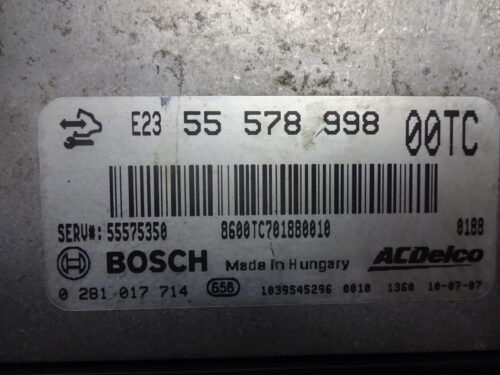 E23 55 578 998 00TC
SERV#: 55575350 8600TC701880010 0188
BOSCH Made in Hungary ACDelco
0 281 017 714 658 1039S45296 0010 1360 10-07-07